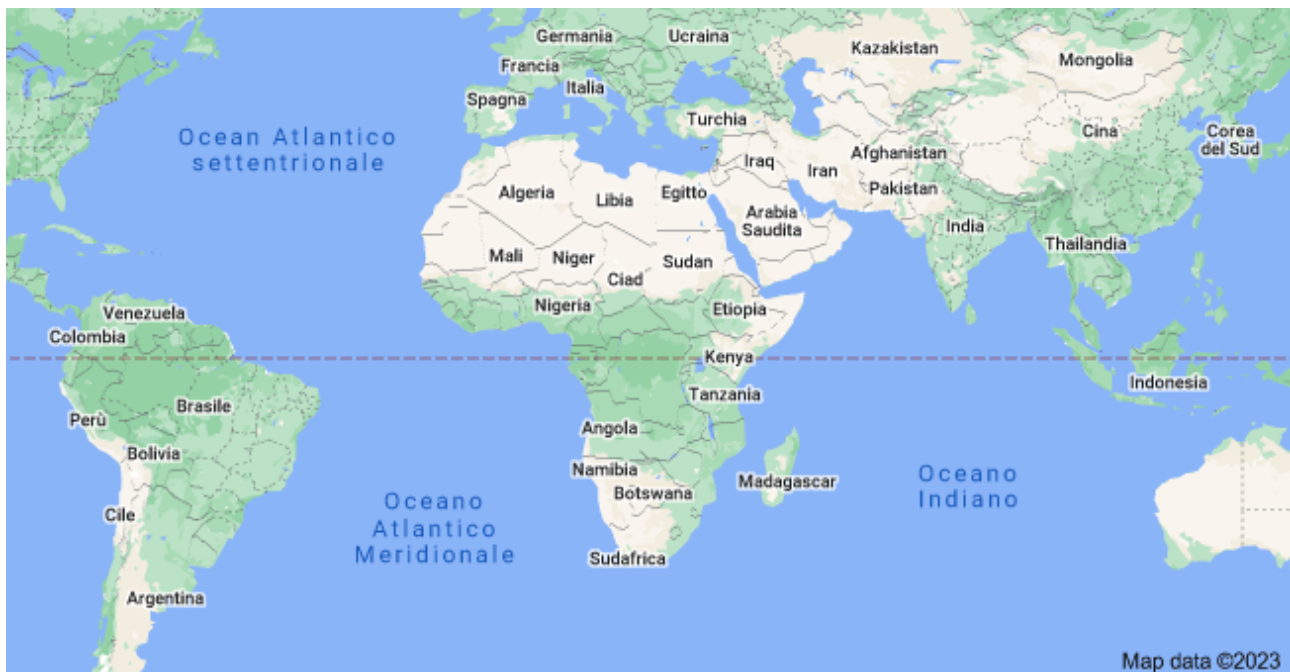 Germania
Ucraina
Kazakistan
Mongolia
Francia
Italia
Spagna
Turchia
Cina
Corea
del Sud
Ocean Atlantico
settentrionale
Iraq
Iran
Afghanistan
Pakistan
Algeria
Libia
Egitto
Arabia
Saudita
India
Thailandia
Mali
Niger
Ciad
Sudan
Nigeria
Etiopia
Venezuela
Colombia
Kenya
Indonesia
Tanzania
Brasile
Perù
Angola
Bolivia
Namibia
Botswana
Madagascar
Oceano
Indiano
Oceano
Atlantico
Meridionale
Cile
Sudafrica
Argentina
Map data ©2023